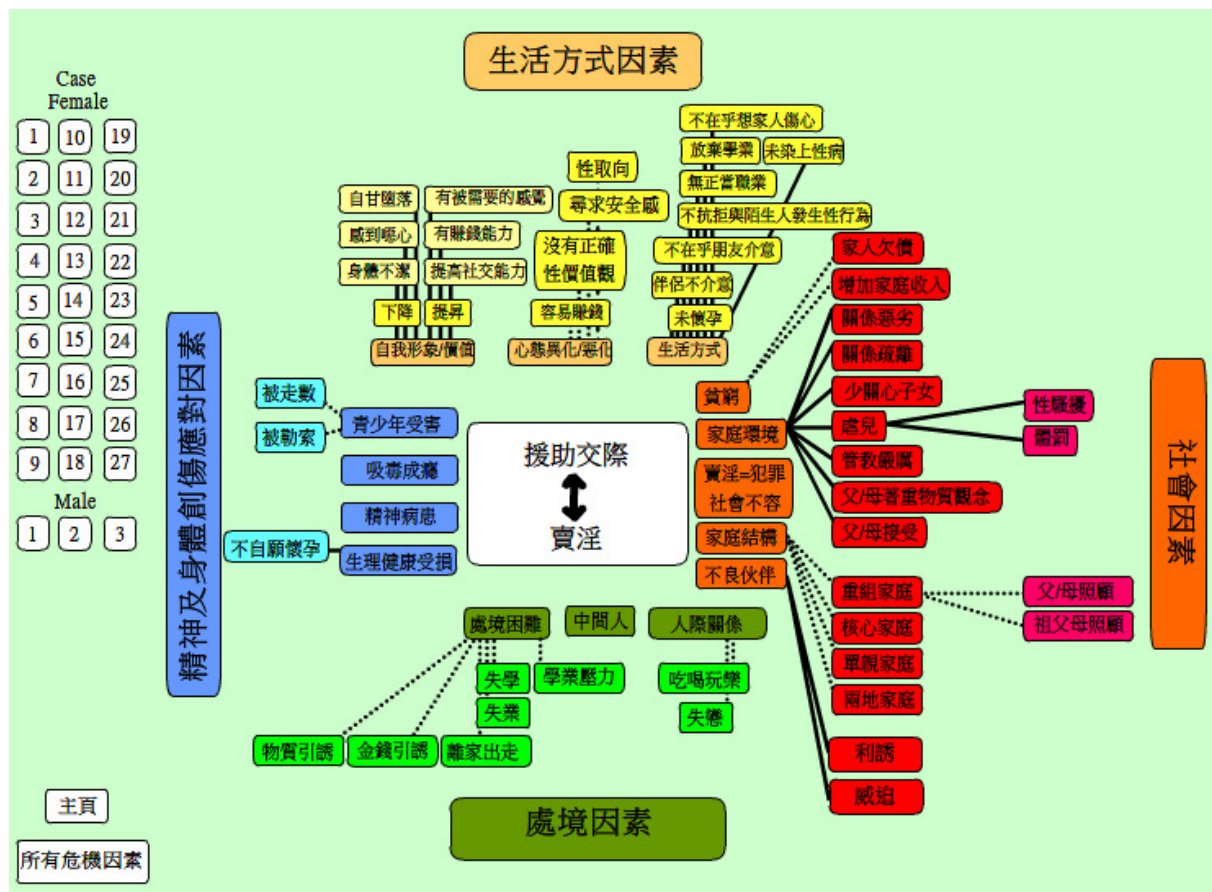 生活方式因素
Case
Female
1 10 19
2 11 20
3 12 21
4 13 22
5 14 23
6 15 24
7 16 25
8 17 26
9 18 27
Male
1 2 3
主頁
所有危機因素
精神及身體創傷應對因素
被走數
被勒索
青少年受害
吸毒成癮
精神病患
不自願懷孕
生理健康受損
自甘墮落
有被需要的感覺
感到噁心
有賺錢能力
身體不潔
提高社交能力
下降
提昇
自我形象/價值
性取向
尋求安全感
沒有正確
性價值觀
容易賺錢
心態異化/惡化
不在乎想家人傷心
放棄學業
未染上性病
無正當職業
不抗拒與陌生人發生性行為
不在乎朋友介意
伴侶不介意
未懷孕
生活方式
援助交際
賣淫
貧窮
家庭環境
賣淫=犯罪
社會不容
家庭結構
不良伙伴
家人欠債
增加家庭收入
關係惡劣
關係疏離
少關心子女
虐兒
管教嚴厲
父/母著重物質觀念
父/母接受
性騷擾
體罰
重組家庭
核心家庭
單親家庭
兩地家庭
父/母照顧
祖父母照顧
利誘
威迫
社會因素
處境困難
中間人
人際關係
失學
學業壓力
失業
吃喝玩樂
失戀
物質引誘
金錢引誘
離家出走
處境因素